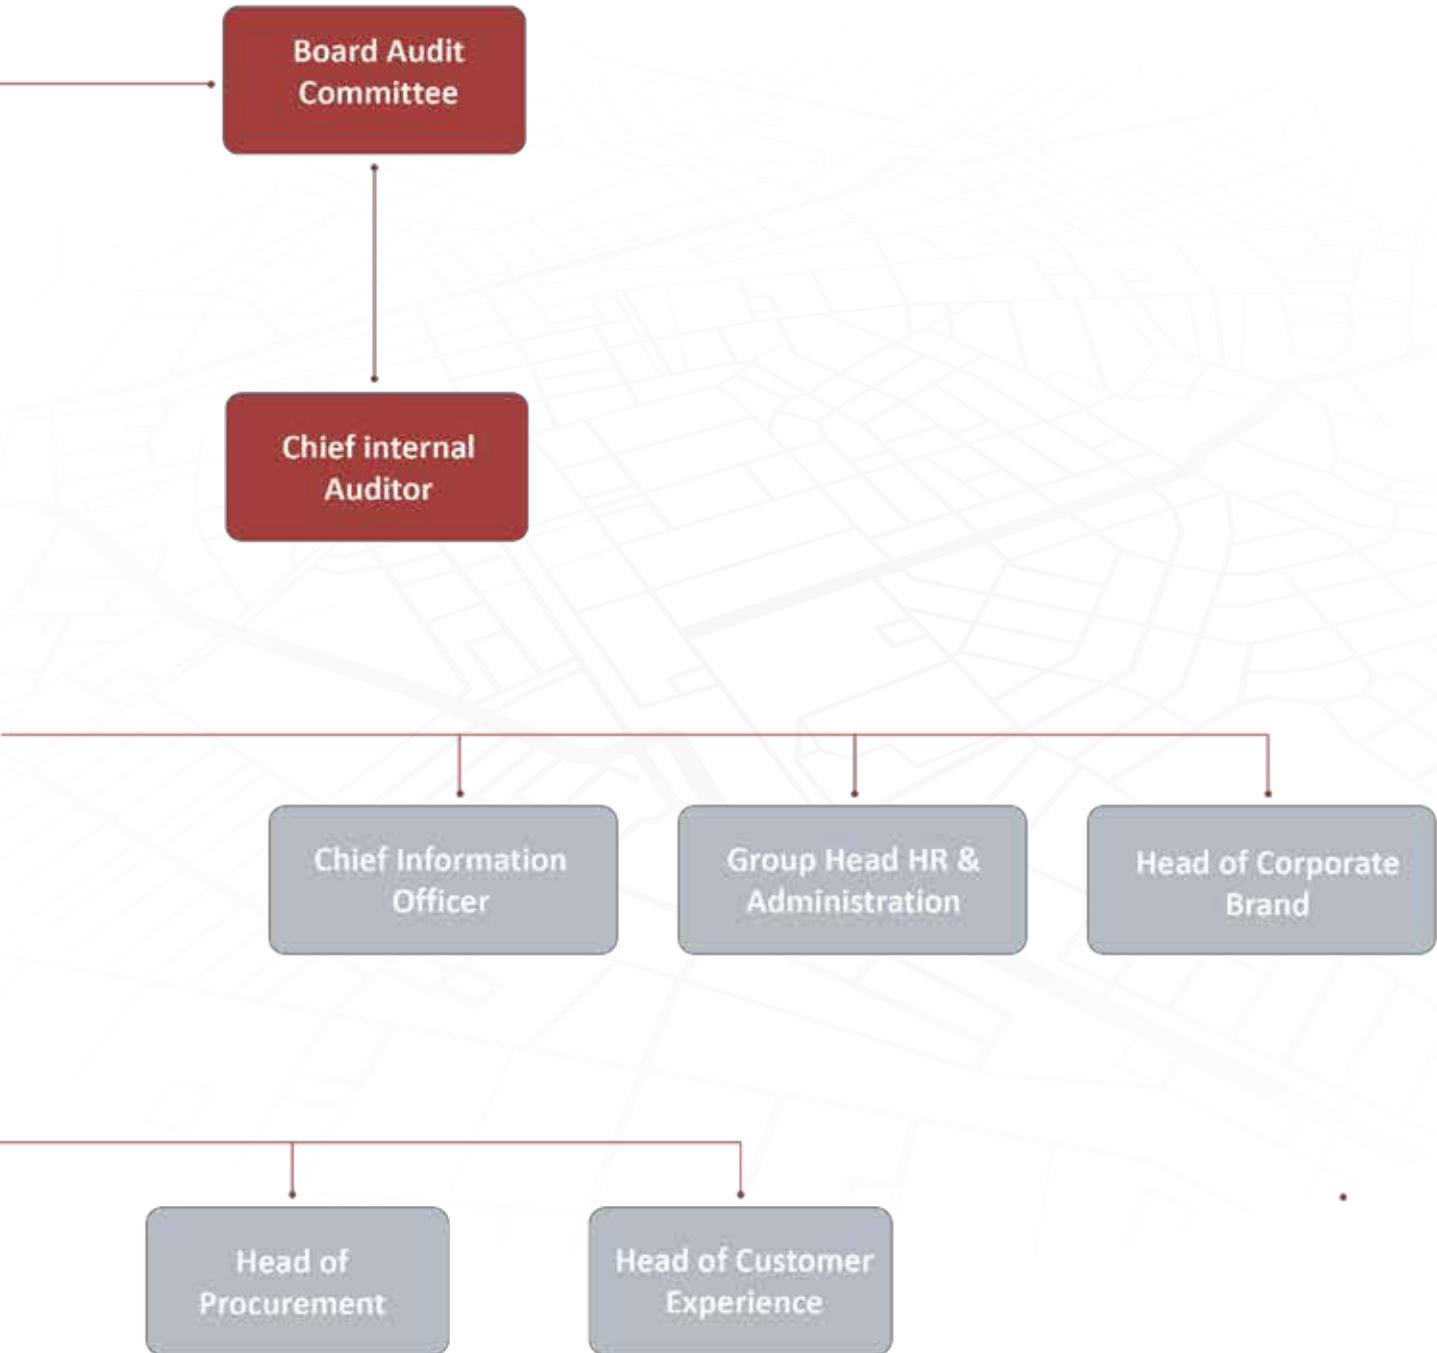 Board Audit
Committee
Chief internal
Auditor
Chief Information
Officer
Group Head HR &
Administration
Head of Corporate
Brand
Head of
Procurement
Head of Customer
Experience